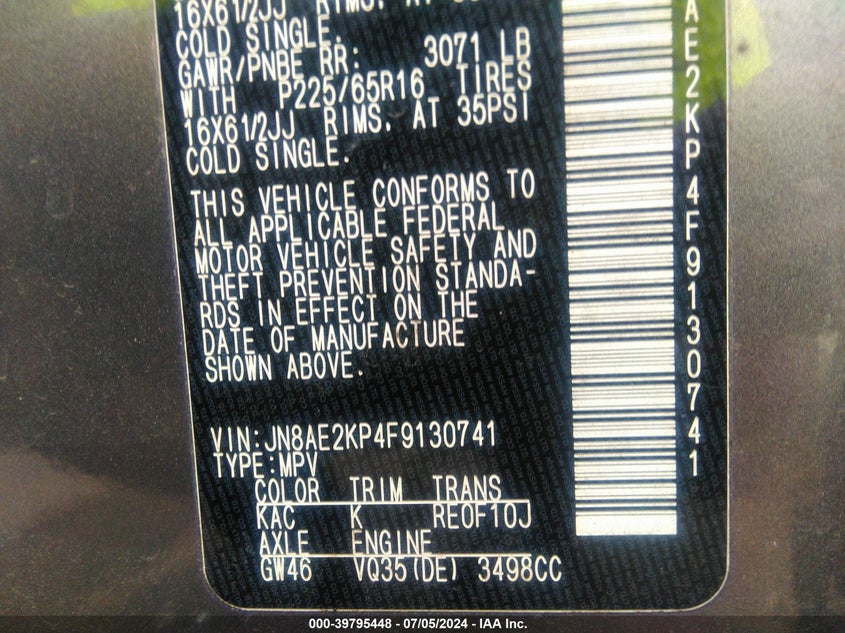 16X61/2JJ RIMS. AT
COLD SINGLE.
GAWR/PNBE RR: 3071 LB
WITH P225/65R16 TIRES
16X61/2JJ RIMS. AT 35PSI
COLD SINGLE.
THIS VEHICLE CONFORMS TO
ALL APPLICABLE FEDERAL
MOTOR VEHICLE SAFETY AND
THEFT PREVENTION STANDA-
RDS IN EFFECT ON THE
DATE OF MANUFACTURE
SHOWN ABOVE.
VIN:JN8AE2KP4F9130741
TYPE:MPV
COLOR TRIM TRANS
KAC K RE0F10J
AXLE ENGINE
GW46 VQ35(DE) 3498CC
AE2KP4F9130741
000-39795448 - 07/05/2024 - IAA Inc.